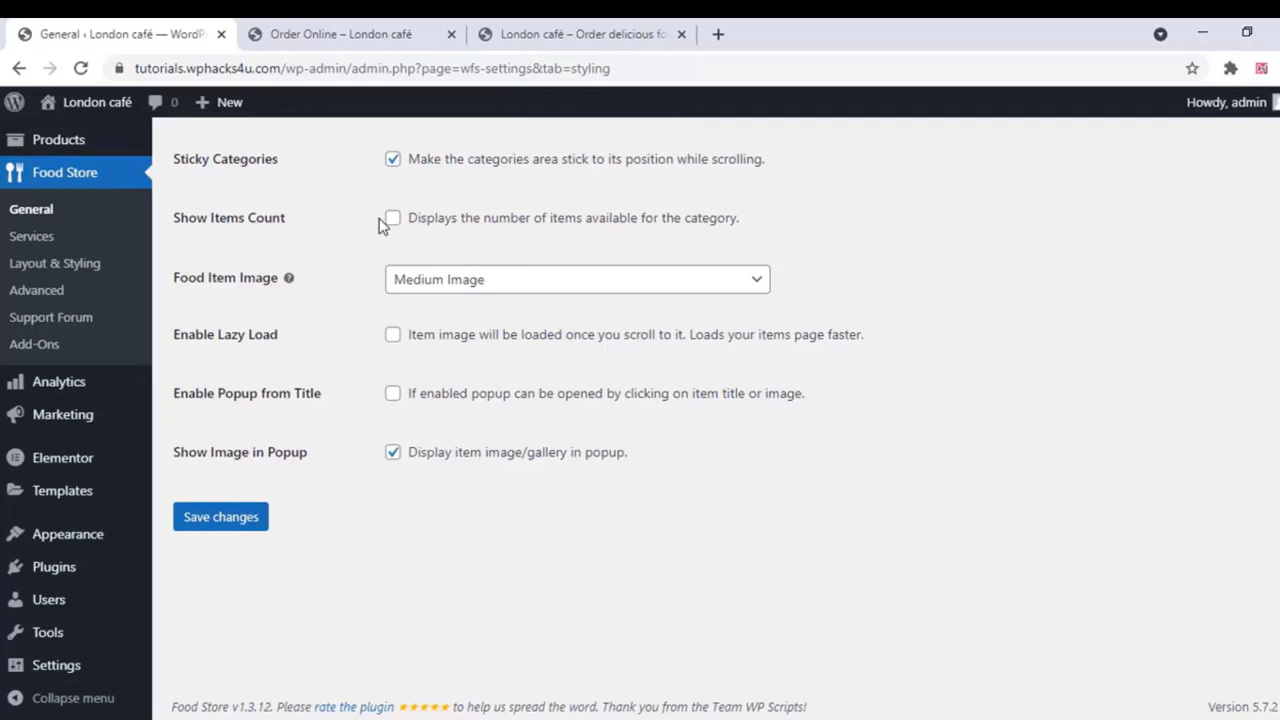 General ‹ London café — WordP
Order Online – London café
London café – Order delicious fo
tutorials.wphacks4u.com/wp-admin/admin.php?page=wfs-settings&tab=styling
London café
0
New
Howdy, admin
Products
Food Store
General
Services
Layout & Styling
Advanced
Support Forum
Add-Ons
Analytics
Marketing
Elementor
Templates
Appearance
Plugins
Users
Tools
Settings
Collapse menu
Sticky Categories
Make the categories area stick to its position while scrolling.
Show Items Count
Displays the number of items available for the category.
Food Item Image
Medium Image
Enable Lazy Load
Item image will be loaded once you scroll to it. Loads your items page faster.
Enable Popup from Title
If enabled popup can be opened by clicking on item title or image.
Show Image in Popup
Display item image/gallery in popup.
Save changes
Food Store v1.3.12. Please rate the plugin ★★★★★ to help us spread the word. Thank you from the Team WP Scripts!
Version 5.7.2